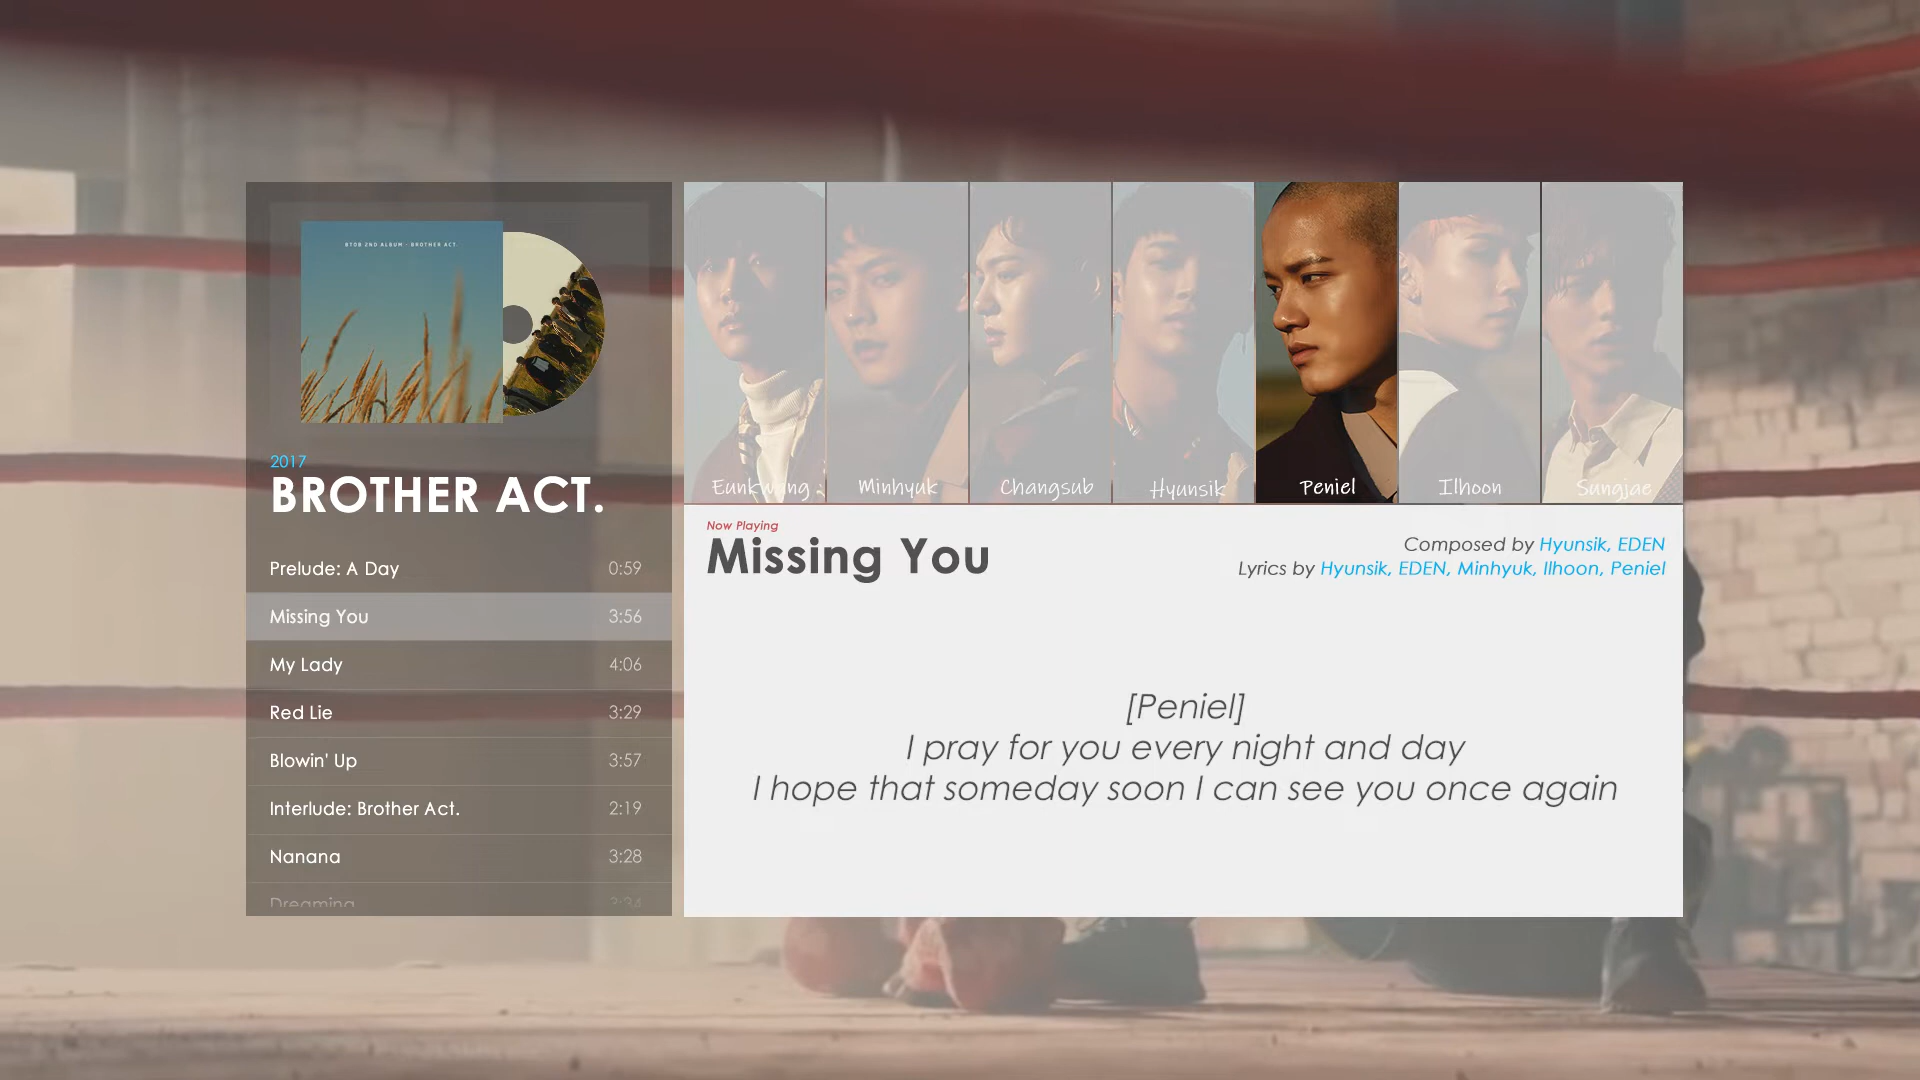 BTOB 2ND ALBUM - BROTHER ACT.
2017
BROTHER ACT.
Prelude: A Day 0:59
Missing You 3:56
My Lady 4:06
Red Lie 3:29
Blowin' Up 3:57
Interlude: Brother Act. 2:19
Nanana 3:28
Dreaming 3:34
Eunkwang Minhyuk Changsub Hyunsik Peniel Ilhoon Sungjae
Now Playing
Missing You
Composed by Hyunsik, EDEN
Lyrics by Hyunsik, EDEN, Minhyuk, Ilhoon, Peniel
[Peniel]
I pray for you every night and day
I hope that someday soon I can see you once again